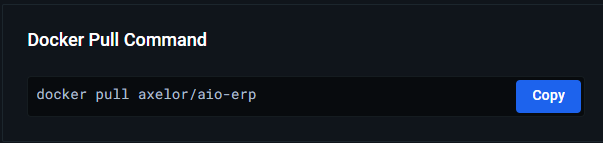 Docker Pull Command
docker pull axelor/aio-erp
Copy